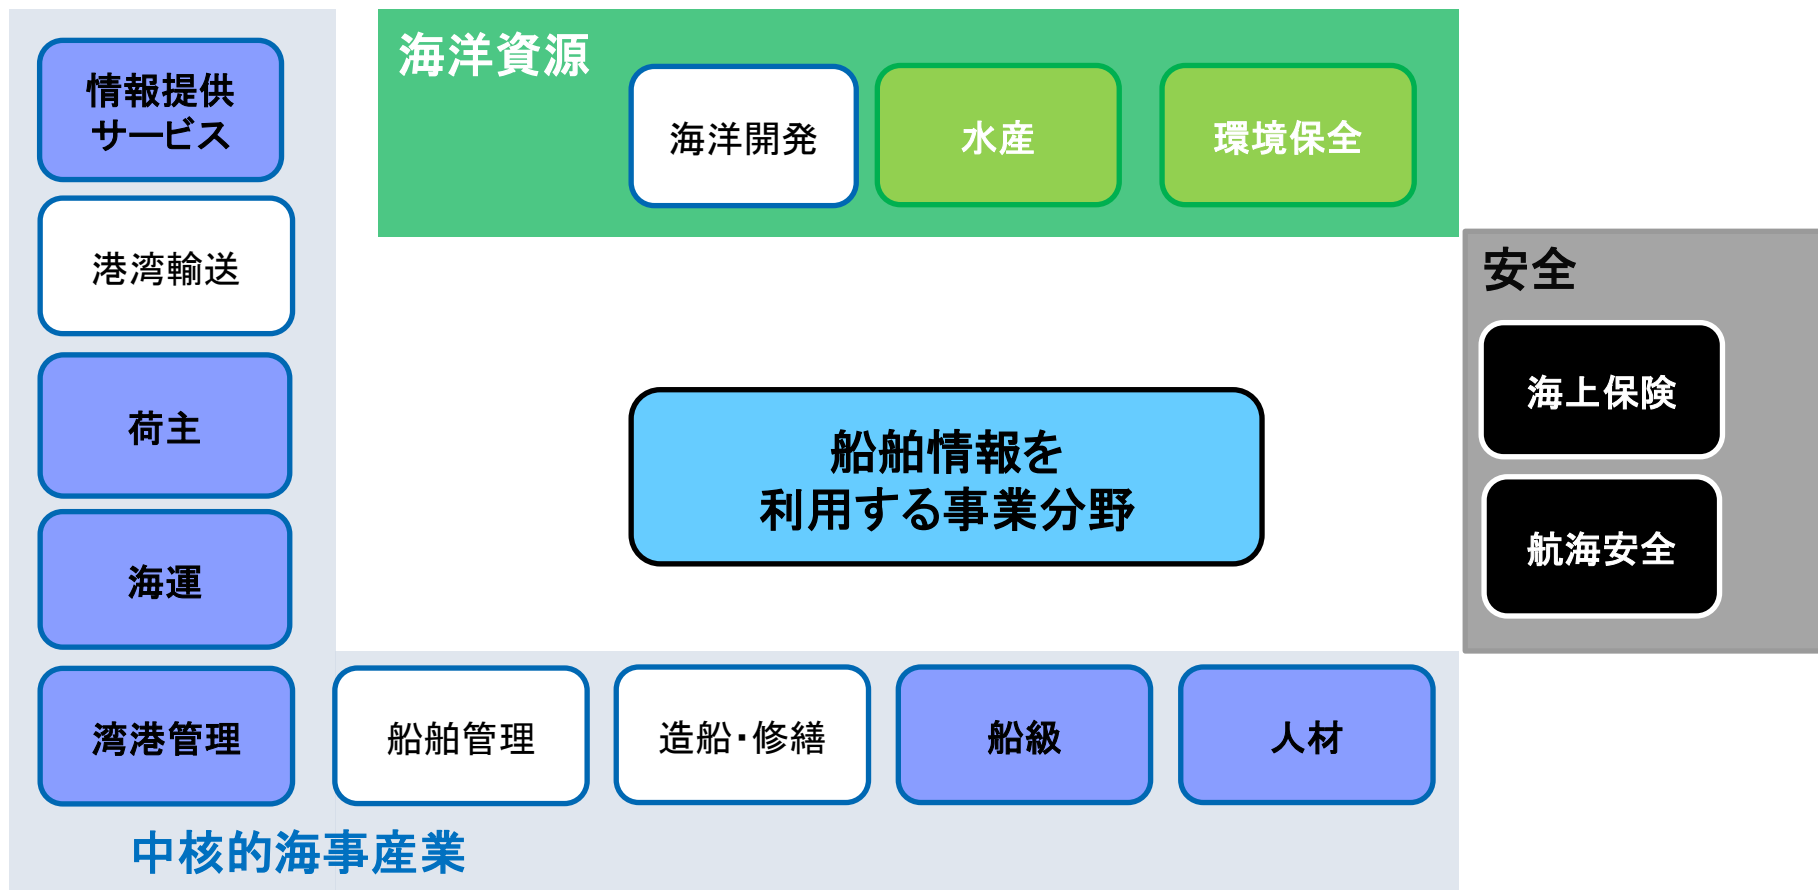 情報提供
サービス
港湾輸送
荷主
海運
湾港管理
船舶管理
造船・修繕
船級
人材
中核的海事産業
海洋資源
海洋開発
水産
環境保全
船舶情報を
利用する事業分野
安全
海上保険
航海安全